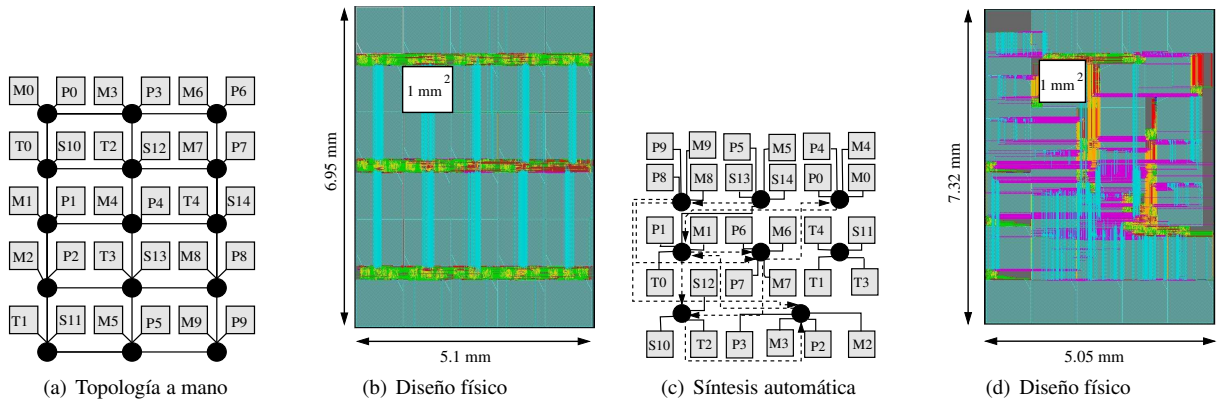 M0 P0 M3 P3 M6 P6
T0 S10 T2 S12 M7 P7
M1 P1 M4 P4 T4 S14
M2 P2 T3 S13 M8 P8
T1 S11 M5 P5 M9 P9
(a) Topología a mano
6.95 mm
1 mm²
5.1 mm
(b) Diseño físico
P9 M9 P5 M5 P4 M4
P8 M8 S13 S14 P0 M0
P1 M1 P6 M6 T4 S11
T0 S12 P7 M7 T1 T3
S10 T2 P3 M3 P2 M2
(c) Síntesis automática
7.32 mm
1 mm²
5.05 mm
(d) Diseño físico